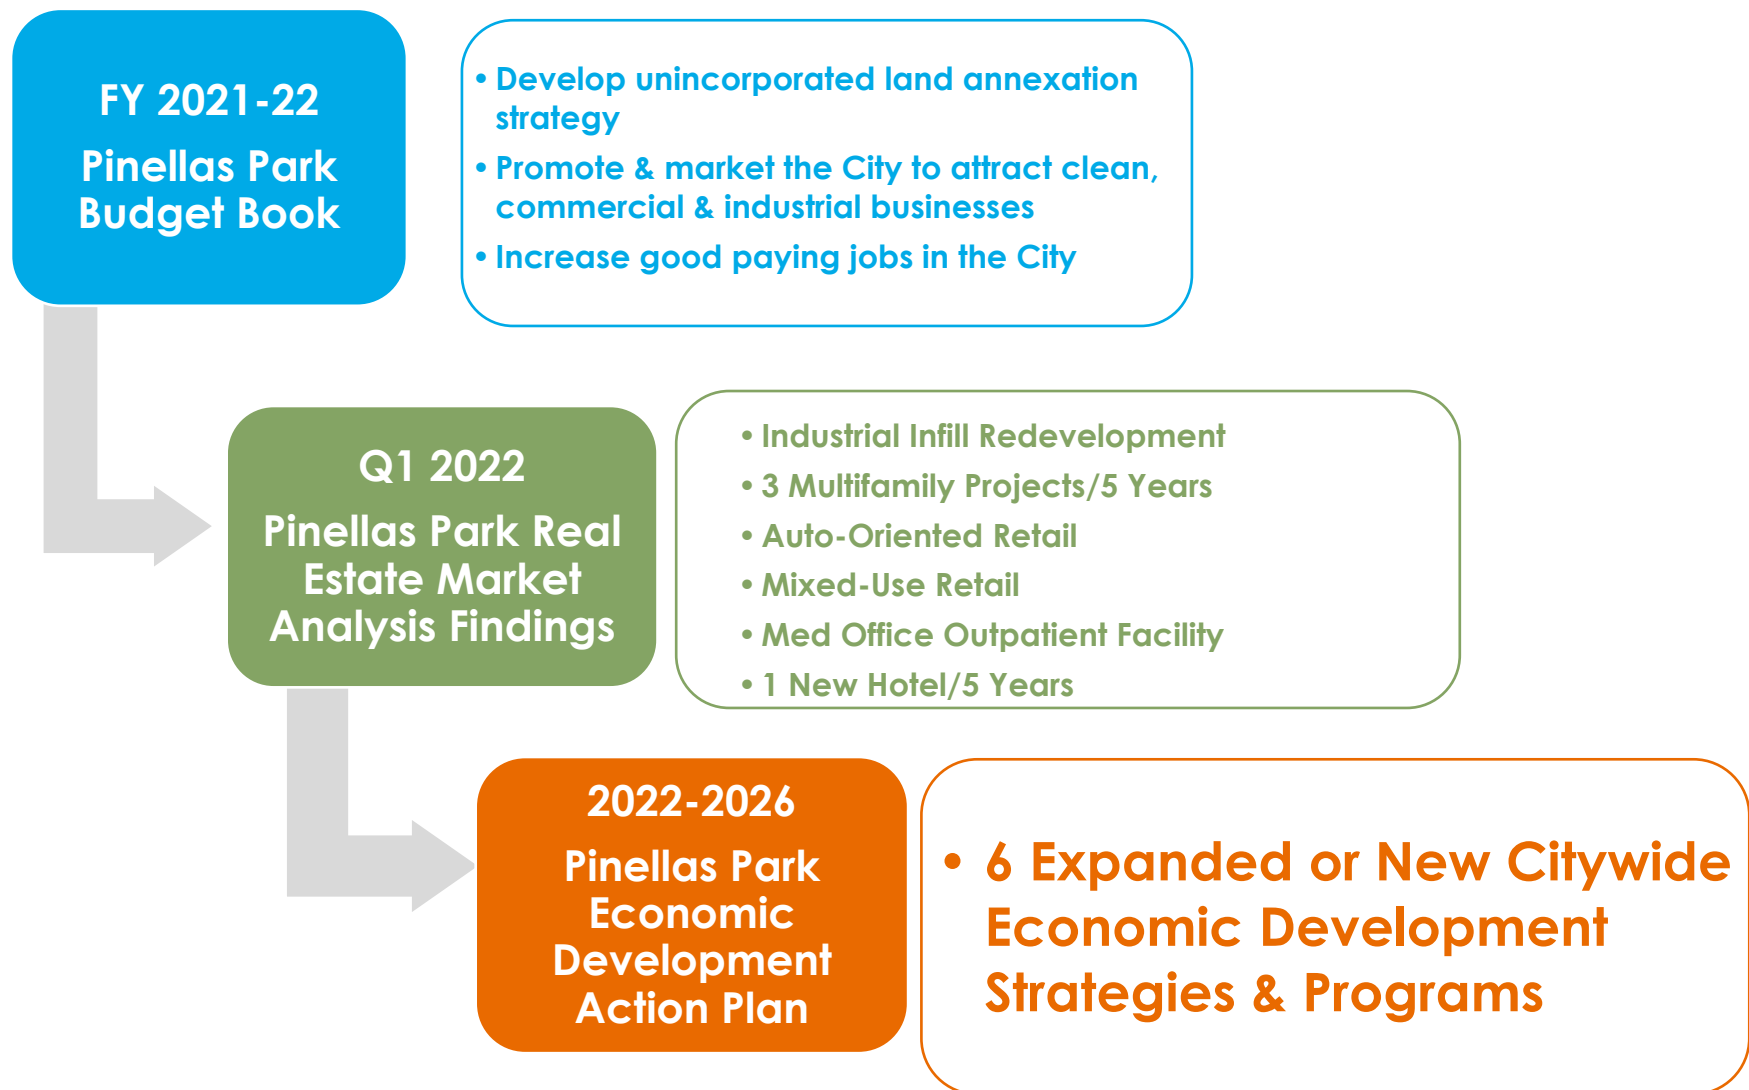 FY 2021-22
Pinellas Park
Budget Book
• Develop unincorporated land annexation
strategy
• Promote & market the City to attract clean,
commercial & industrial businesses
• Increase good paying jobs in the City
Q1 2022
Pinellas Park Real
Estate Market
Analysis Findings
• Industrial Infill Redevelopment
• 3 Multifamily Projects/5 Years
• Auto-Oriented Retail
• Mixed-Use Retail
• Med Office Outpatient Facility
• 1 New Hotel/5 Years
2022-2026
Pinellas Park
Economic
Development
Action Plan
• 6 Expanded or New Citywide
Economic Development
Strategies & Programs